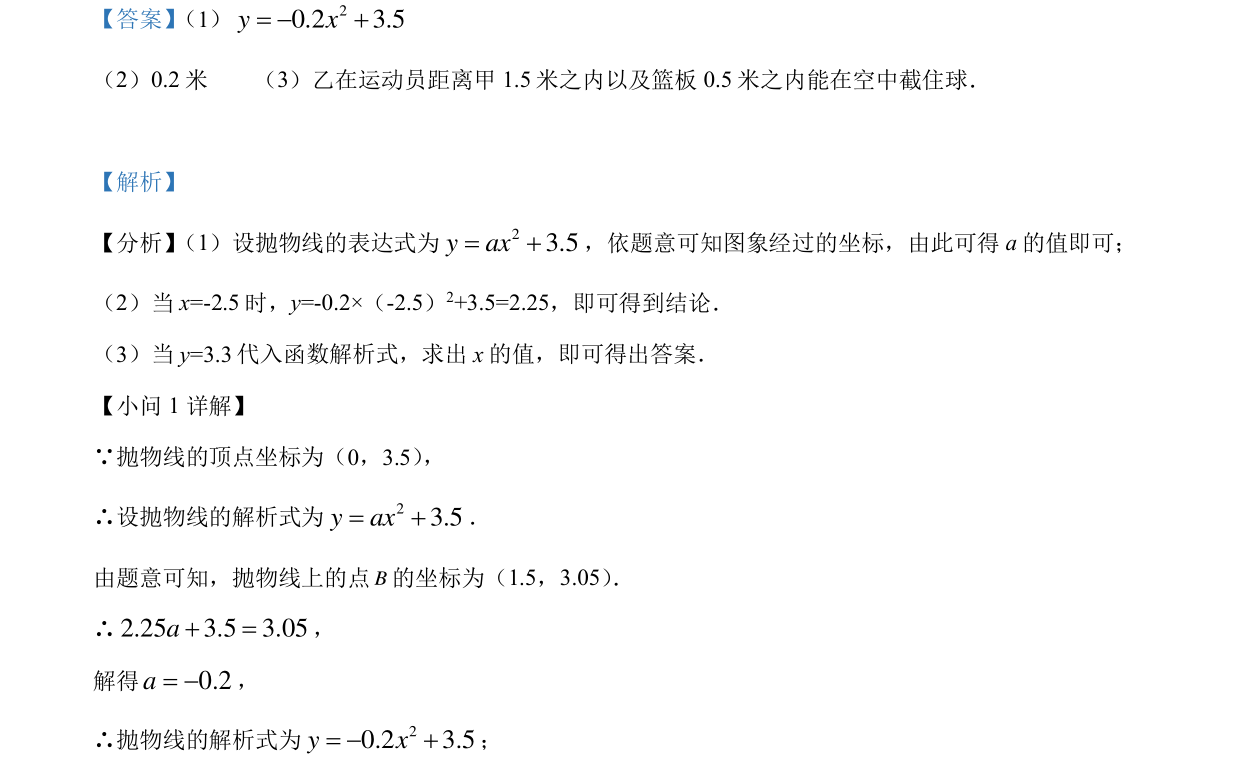 【答案】（1） y = −0.2x² + 3.5
（2）0.2 米 （3）乙在运动员距离甲 1.5 米之内以及篮板 0.5 米之内能在空中截住球．
【解析】
【分析】（1）设抛物线的表达式为 y = ax² + 3.5，依题意可知图象经过的坐标，由此可得 a 的值即可；
（2）当 x=-2.5 时，y=-0.2×（-2.5）²+3.5=2.25，即可得到结论．
（3）当 y=3.3 代入函数解析式，求出 x 的值，即可得出答案．
【小问 1 详解】
∵抛物线的顶点坐标为（0，3.5），
∴设抛物线的解析式为 y = ax² + 3.5．
由题意可知，抛物线上的点 B 的坐标为（1.5，3.05）．
∴ 2.25a + 3.5 = 3.05，
解得 a = −0.2，
∴抛物线的解析式为 y = −0.2x² + 3.5；